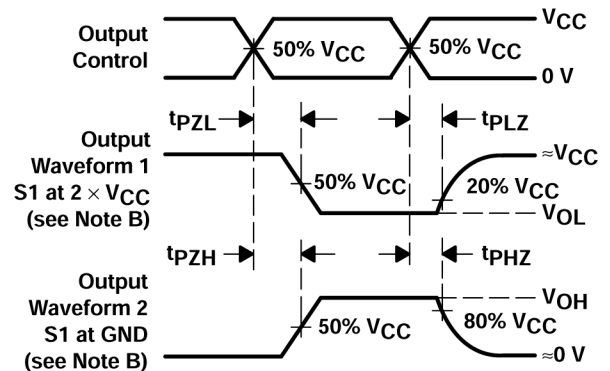 Output
Control
50% VCC
50% VCC
VCC
0 V
tPZL
tPLZ
Output
Waveform 1
S1 at 2 × VCC
(see Note B)
50% VCC
≈VCC
20% VCC
VOL
tPZH
tPHZ
Output
Waveform 2
S1 at GND
(see Note B)
50% VCC
VOH
80% VCC
≈0 V